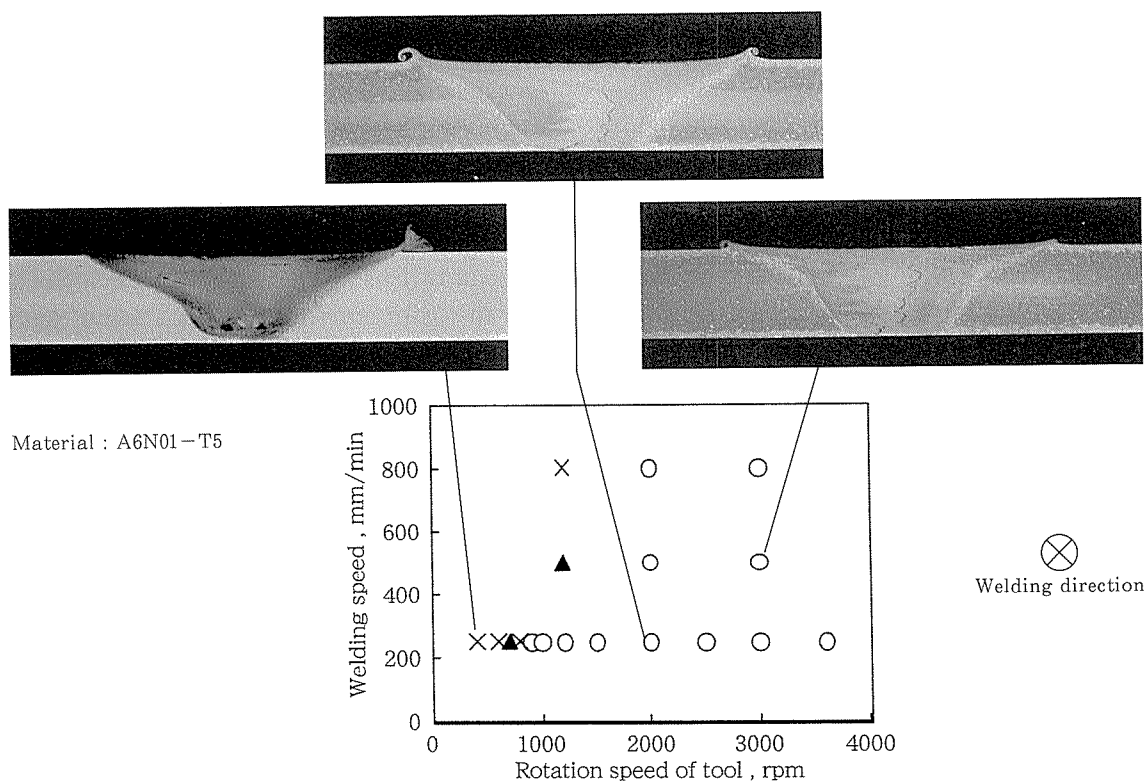 Material : A6N01−T5
Welding speed , mm/min
1000
800
600
400
200
0
0 1000 2000 3000 4000
Rotation speed of tool , rpm
Welding direction